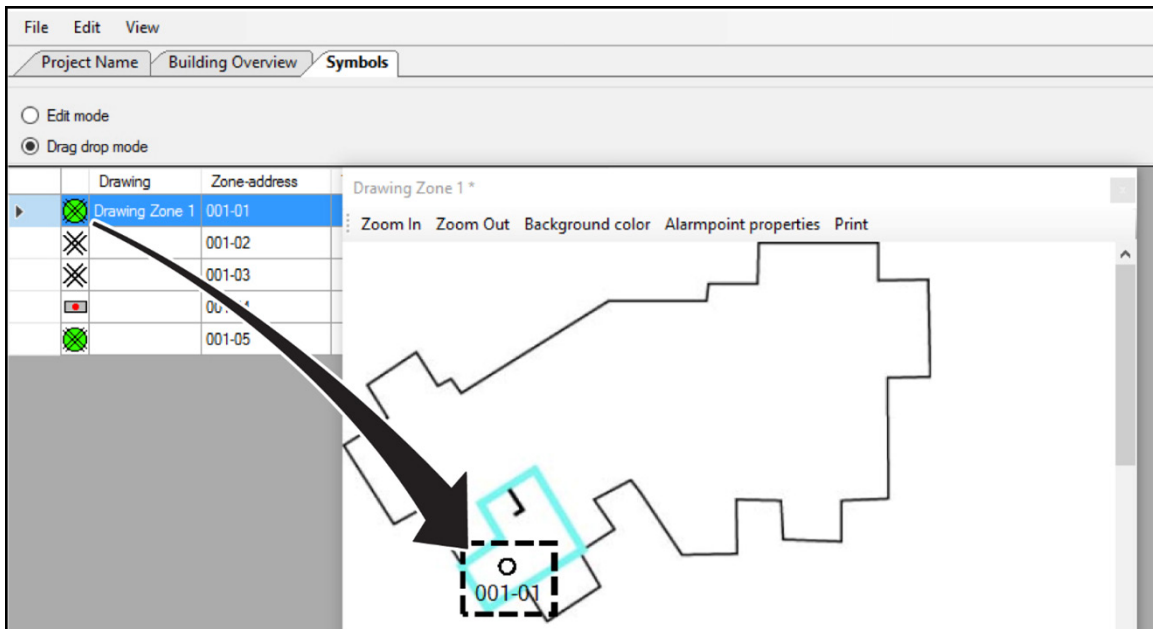 File Edit View
Project Name Building Overview Symbols
Edit mode
Drag drop mode
Drawing Zone-address
Drawing Zone 1 001-01
001-02
001-03
001-05
Drawing Zone 1 *
Zoom In Zoom Out Background color Alarmpoint properties Print
001-01